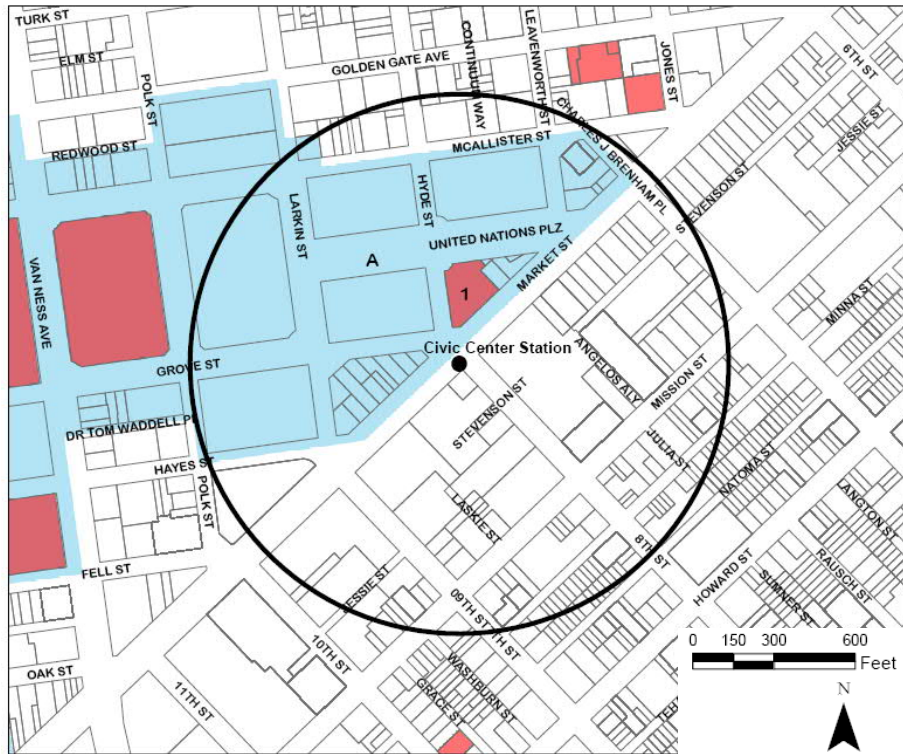 TURK ST
ELM ST
GOLDEN GATE AVE
CONTINUUM WAY
LEAVENWORTH ST
JONES ST
6TH ST
POLK ST
REDWOOD ST
MCALLISTER ST
CHARLES J BRENHAM PL
JESSIE ST
STEVENSON ST
LARKIN ST
HYDE ST
UNITED NATIONS PLZ
A
MARKET ST
1
VAN NESS AVE
MINNA ST
Civic Center Station
GROVE ST
ANGELOS ALY
MISSION ST
STEVENSON ST
DR TOM WADDELL PL
JULIA ST
NATOMA ST
HAYES ST
POLK ST
LASKIE ST
LANGTON ST
8TH ST
HOWARD ST
RAUSCH ST
SUMNER ST
FELL ST
JESSIE ST
09TH ST
10TH ST
WASHBURN ST
GRACE ST
OAK ST
11TH ST
0 150 300 600
Feet
N